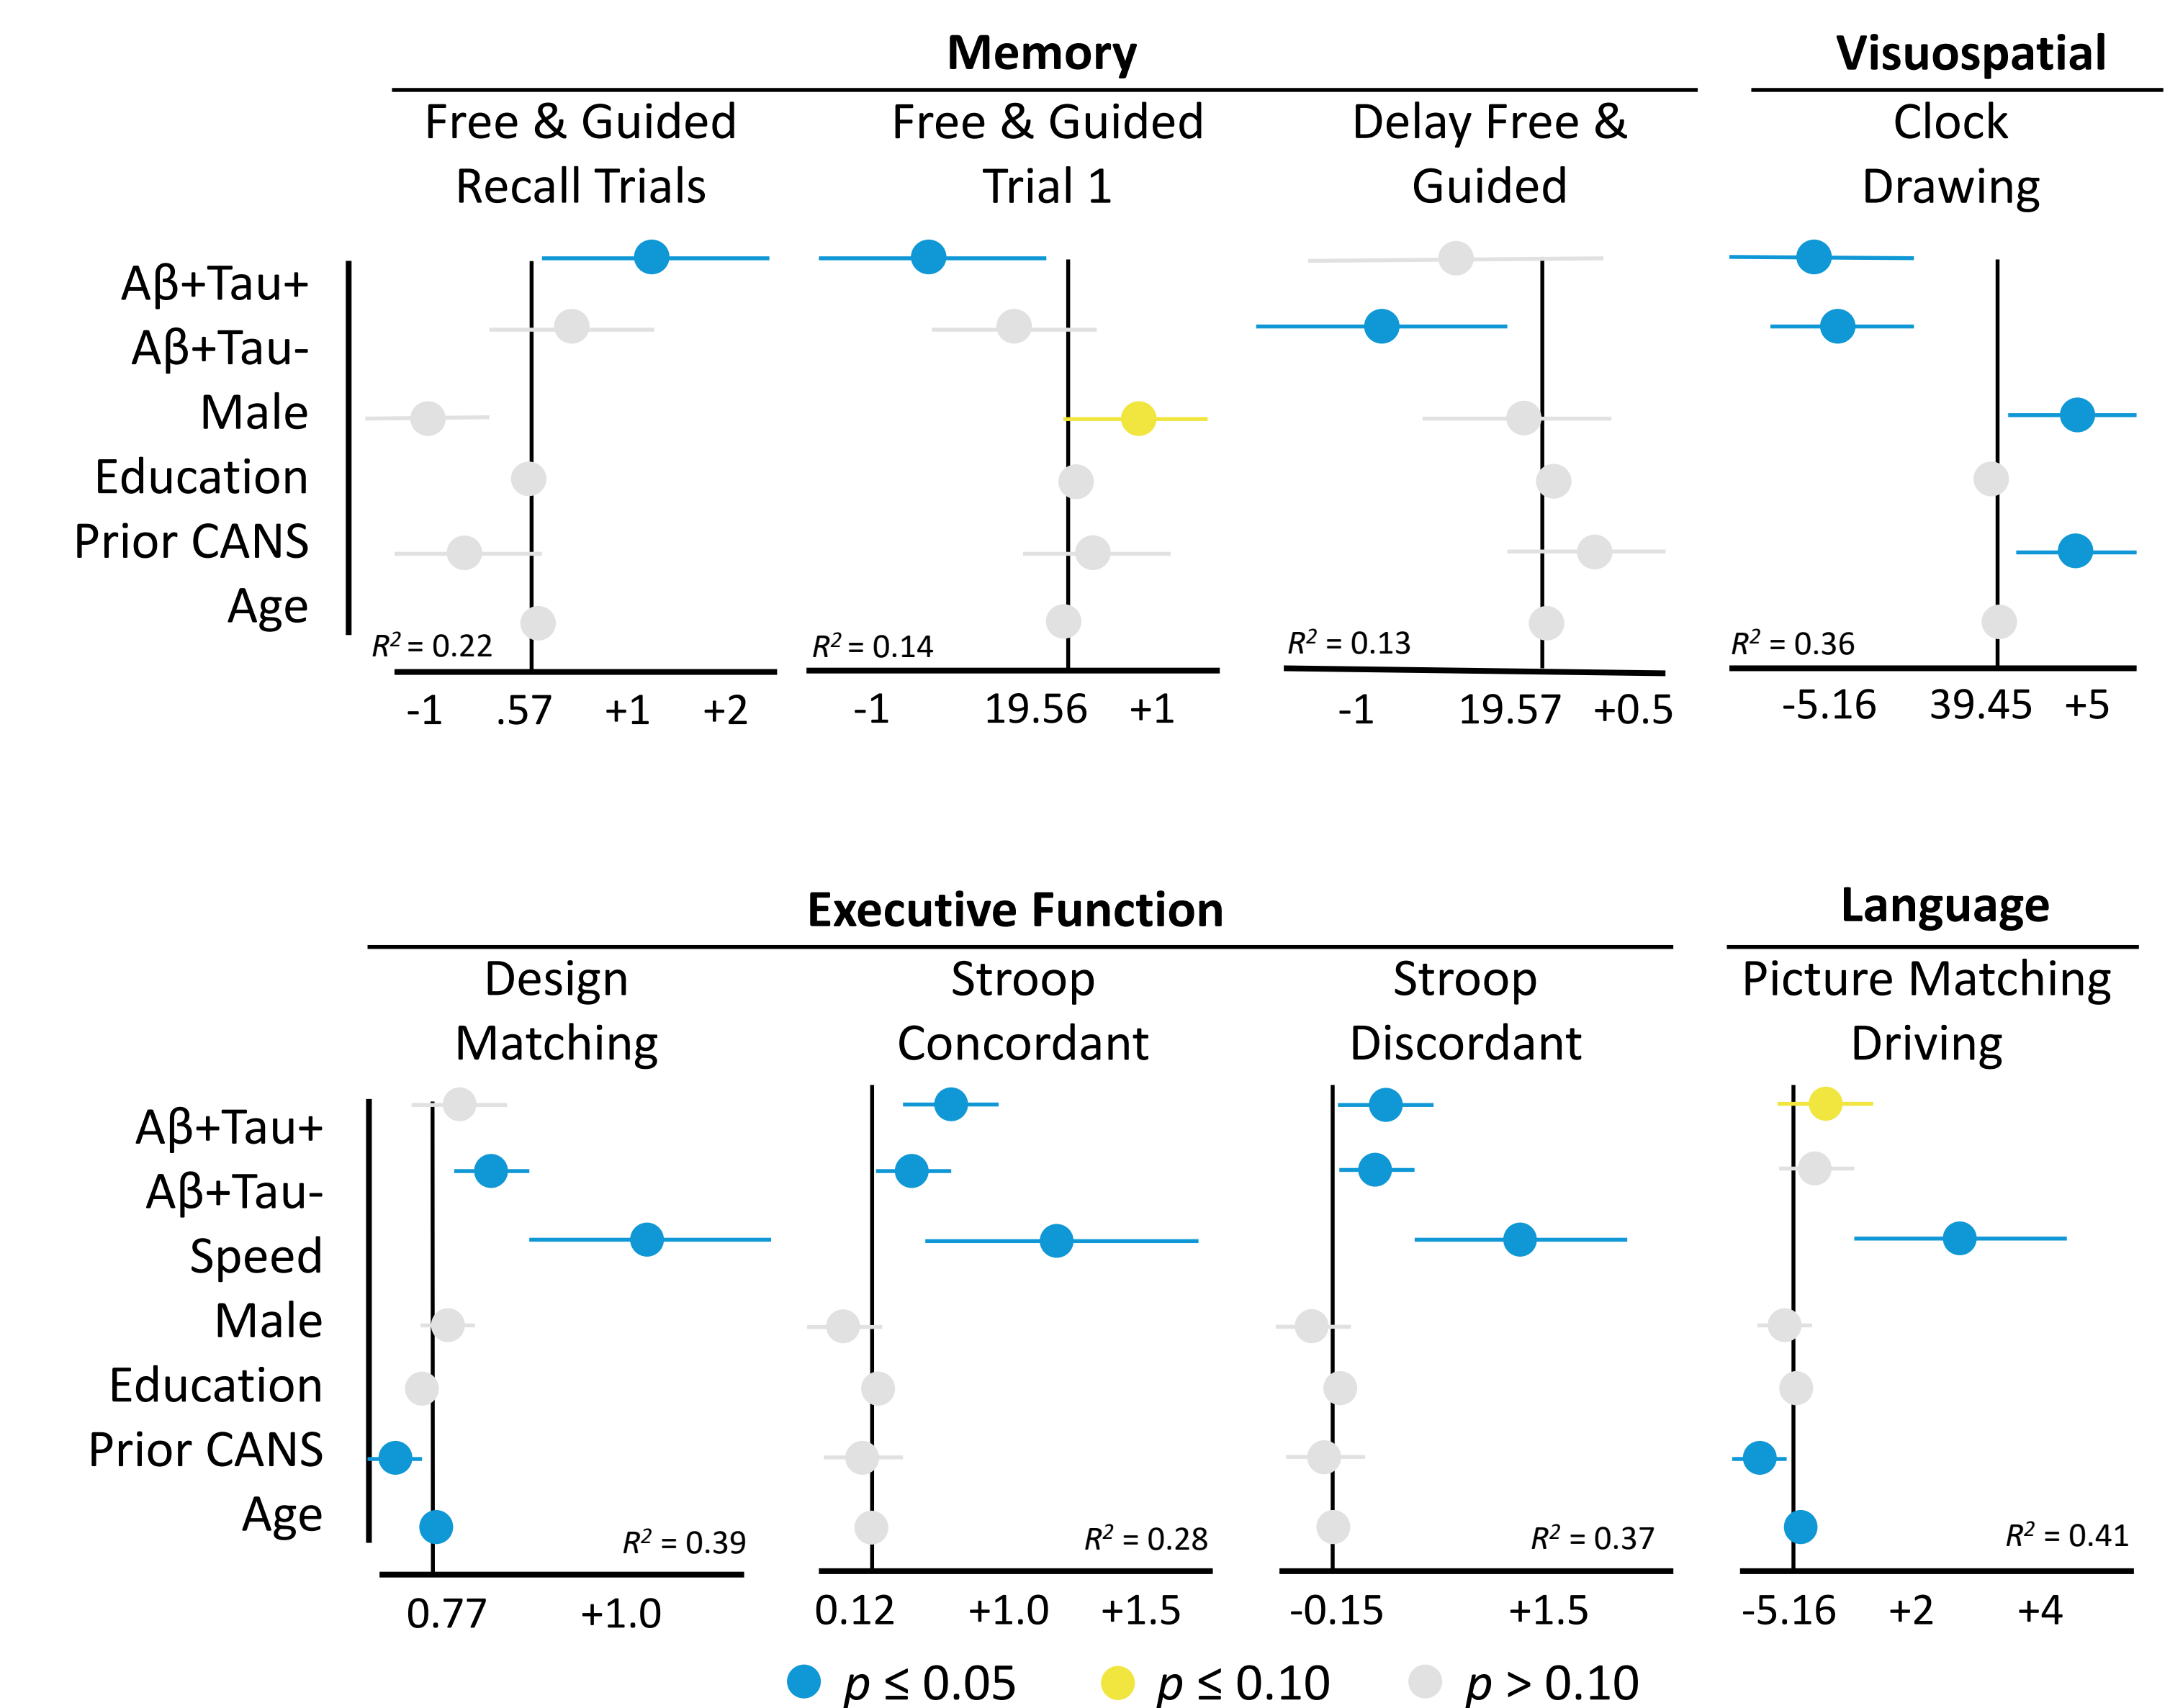 Memory
Visuospatial
Free & Guided
Recall Trials
Free & Guided
Trial 1
Delay Free &
Guided
Clock
Drawing
Aβ+Tau+
Aβ+Tau-
Male
Education
Prior CANS
Age
R² = 0.22
R² = 0.14
R² = 0.13
R² = 0.36
-1 .57 +1 +2
-1 19.56 +1
-1 19.57 +0.5
-5.16 39.45 +5
Executive Function
Language
Design
Matching
Stroop
Concordant
Stroop
Discordant
Picture Matching
Driving
Aβ+Tau+
Aβ+Tau-
Speed
Male
Education
Prior CANS
Age
R² = 0.39
R² = 0.28
R² = 0.37
R² = 0.41
0.77 +1.0
0.12 +1.0 +1.5
-0.15 +1.5
-5.16 +2 +4
p ≤ 0.05 p ≤ 0.10 p > 0.10